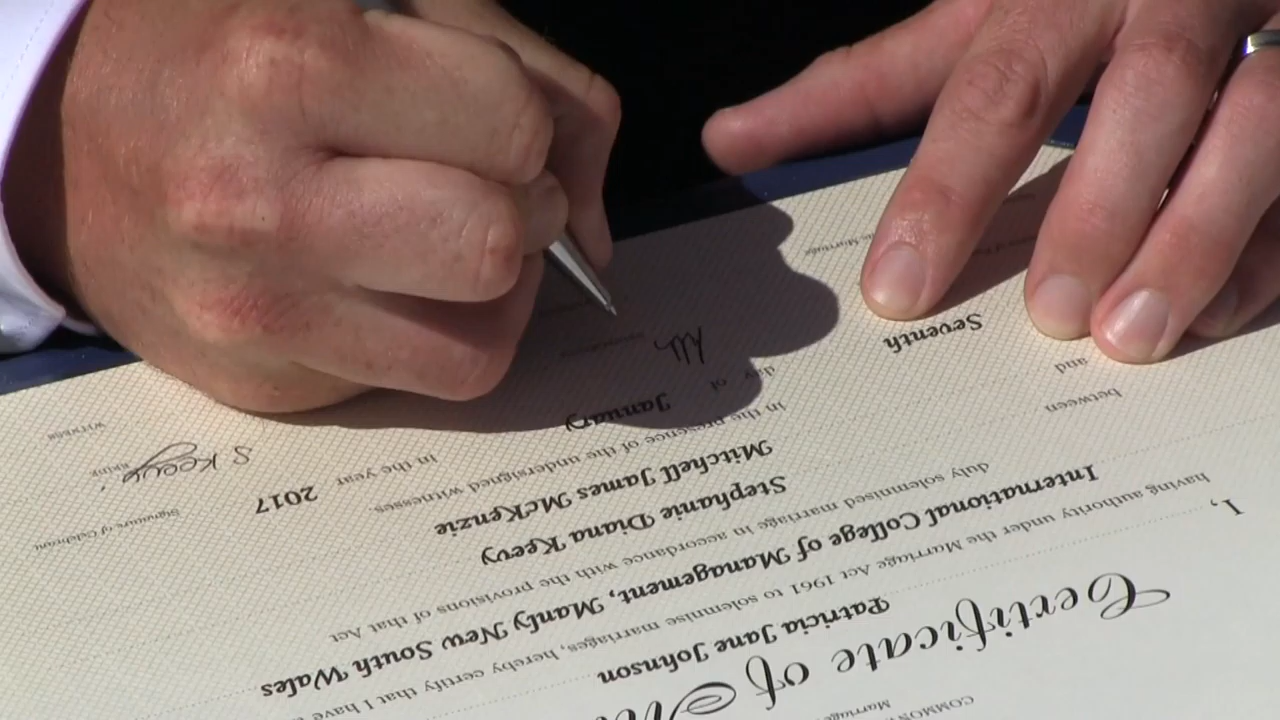 Marriage
Certificate of
I, Patricia Jane Johnson
having authority under the Marriage Act 1961 to solemnise marriages, hereby certify that I have
International College of Management, Manly New South Wales
duly solemnised marriage in accordance with the provisions of that Act
between Stephanie Diana Keevy
and Mitchell James McKenzie
in the presence of the undersigned witnesses,
Seventh day of January in the year 2017
Signature of Celebrant
S Keevy
BRIDE
WITNESS